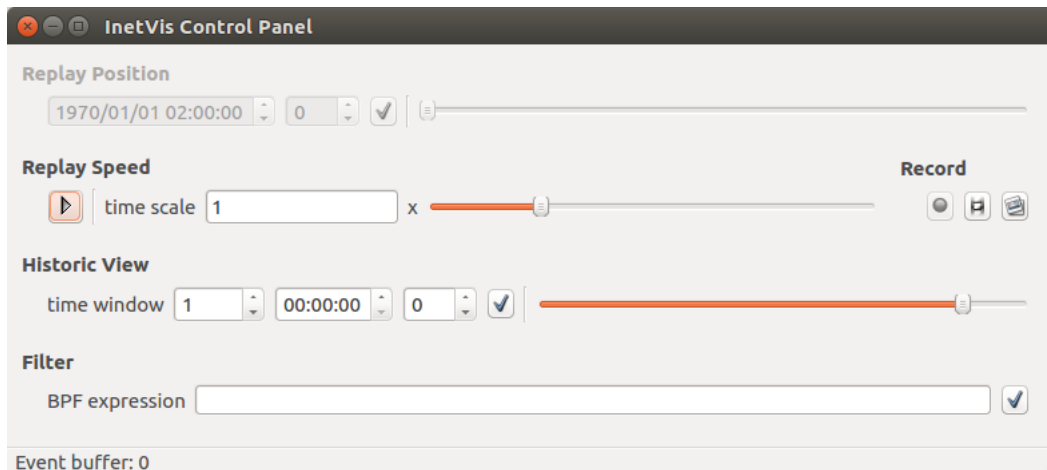 InetVis Control Panel
Replay Position
1970/01/01 02:00:00 0
Replay Speed Record
time scale 1 x
Historic View
time window 1 00:00:00 0
Filter
BPF expression
Event buffer: 0